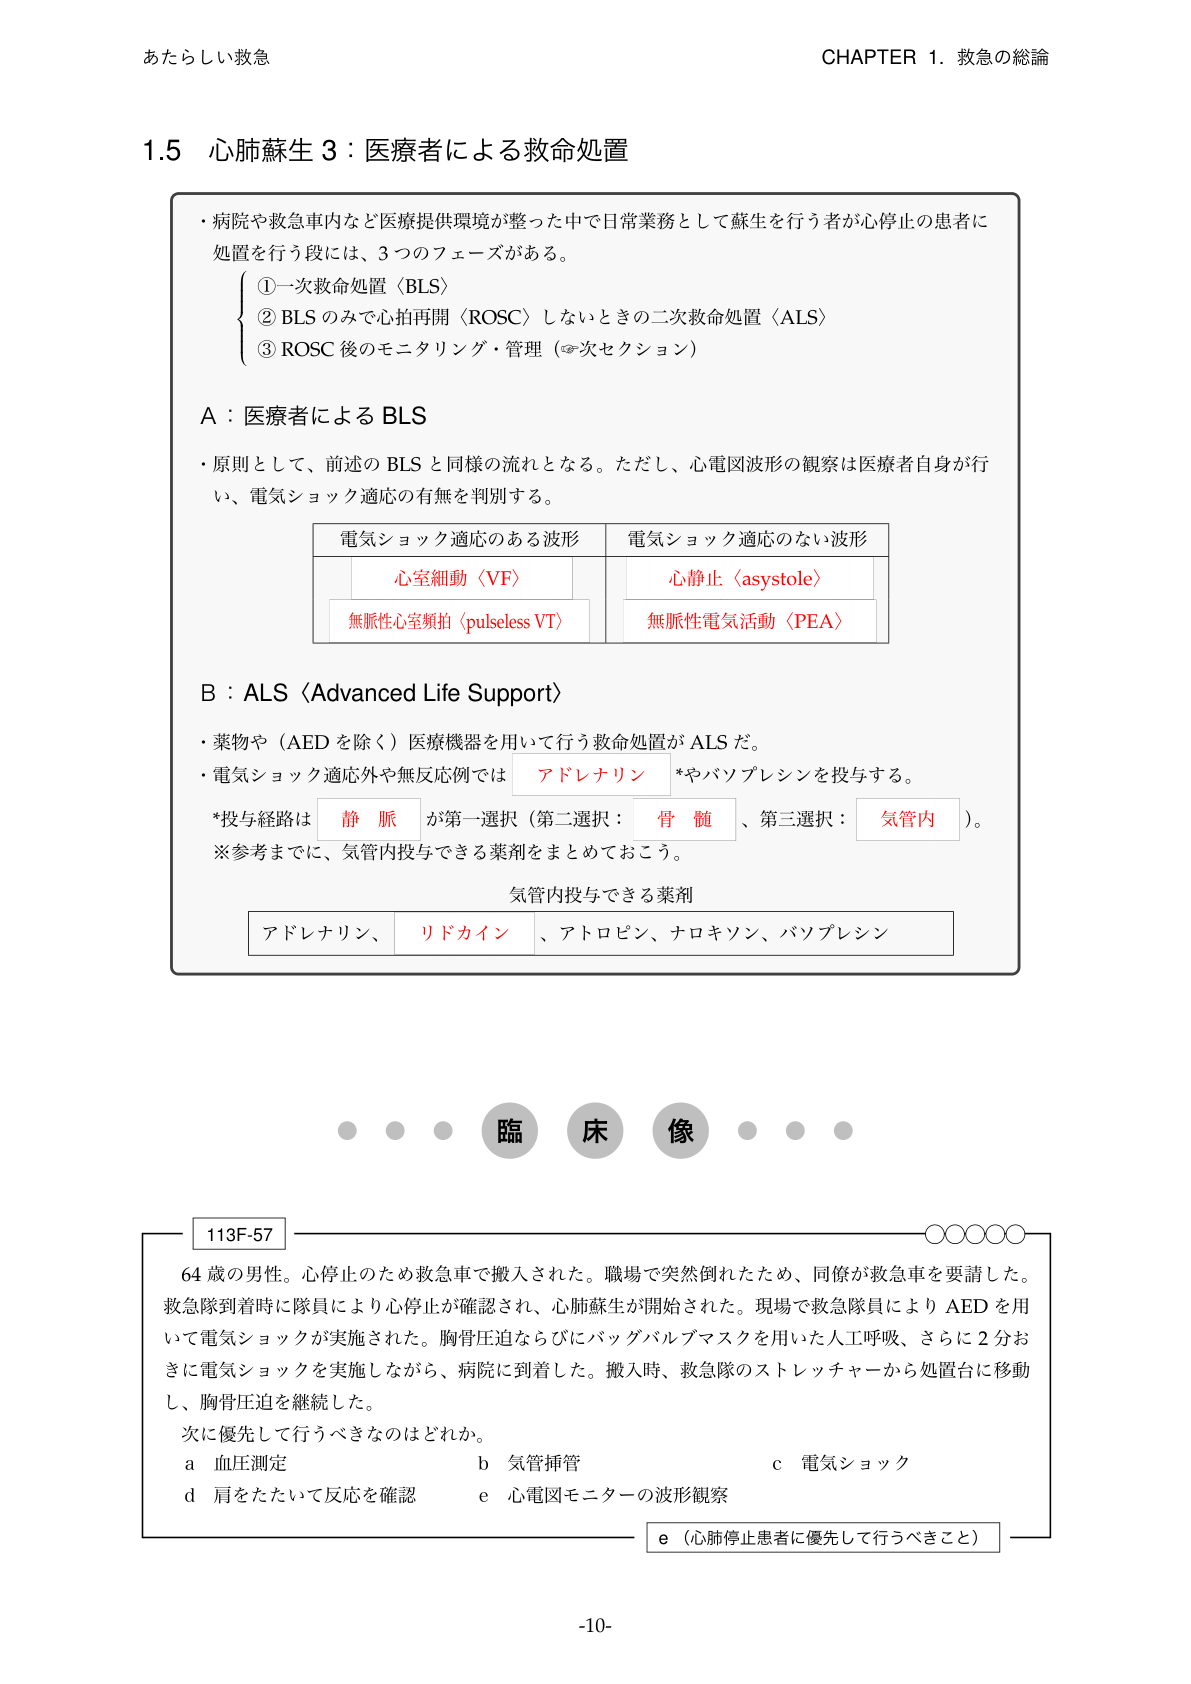 あたらしい救急
CHAPTER 1. 救急の総論
1.5 心肺蘇生 3：医療者による救命処置
・病院や救急車内など医療提供環境が整った中で日常業務として蘇生を行う者が心停止の患者に
処置を行う段には、3 つのフェーズがある。
①一次救命処置〈BLS〉
② BLS のみで心拍再開〈ROSC〉しないときの二次救命処置〈ALS〉
③ ROSC 後のモニタリング・管理（☞次セクション）
A：医療者による BLS
・原則として、前述の BLS と同様の流れとなる。ただし、心電図波形の観察は医療者自身が行
い、電気ショック適応の有無を判別する。
電気ショック適応のある波形 電気ショック適応のない波形
心室細動〈VF〉 心静止〈asystole〉
無脈性心室頻拍〈pulseless VT〉 無脈性電気活動〈PEA〉
B：ALS〈Advanced Life Support〉
・薬物や（AED を除く）医療機器を用いて行う救命処置が ALS だ。
・電気ショック適応外や無反応例では アドレナリン *やバソプレシンを投与する。
*投与経路は 静 脈 が第一選択（第二選択： 骨 髄 、第三選択： 気管内 ）。
※参考までに、気管内投与できる薬剤をまとめておこう。
気管内投与できる薬剤
アドレナリン、 リドカイン 、アトロピン、ナロキソン、バソプレシン
臨 床 像
113F-57 ○○○○○
64 歳の男性。心停止のため救急車で搬入された。職場で突然倒れたため、同僚が救急車を要請した。
救急隊到着時に隊員により心停止が確認され、心肺蘇生が開始された。現場で救急隊員により AED を用
いて電気ショックが実施された。胸骨圧迫ならびにバッグバルブマスクを用いた人工呼吸、さらに 2 分お
きに電気ショックを実施しながら、病院に到着した。搬入時、救急隊のストレッチャーから処置台に移動
し、胸骨圧迫を継続した。
次に優先して行うべきなのはどれか。
a 血圧測定 b 気管挿管 c 電気ショック
d 肩をたたいて反応を確認 e 心電図モニターの波形観察
e （心肺停止患者に優先して行うべきこと）
-10-